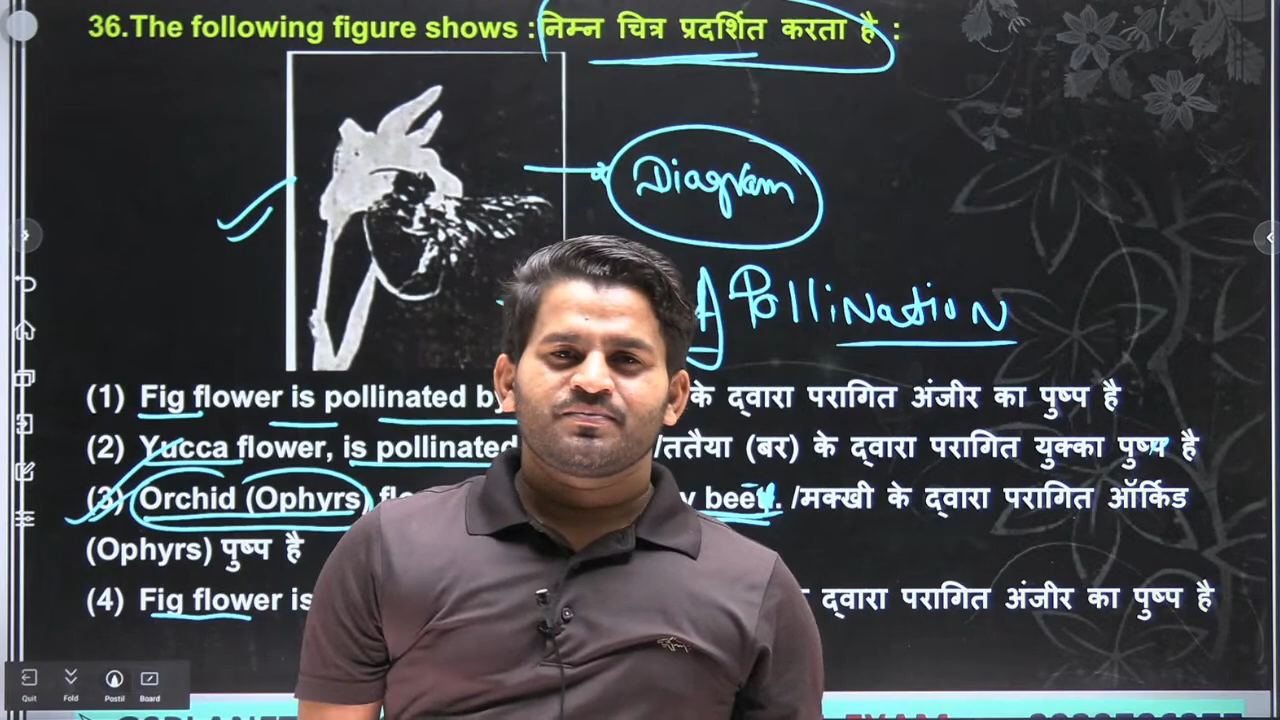 36.The following figure shows : निम्न चित्र प्रदर्शित करता है :
Diagram
Pollination
(1) Fig flower is pollinated by के द्वारा परागित अंजीर का पुष्प है
(2) Yucca flower, is pollinated /ततैया (बर) के द्वारा परागित युक्का पुष्प है
(3) Orchid (Ophyrs) bee. /मक्खी के द्वारा परागित ऑर्किड
(Ophyrs) पुष्प है
(4) Fig flower is द्वारा परागित अंजीर का पुष्प है
Quit Fold Postil Board